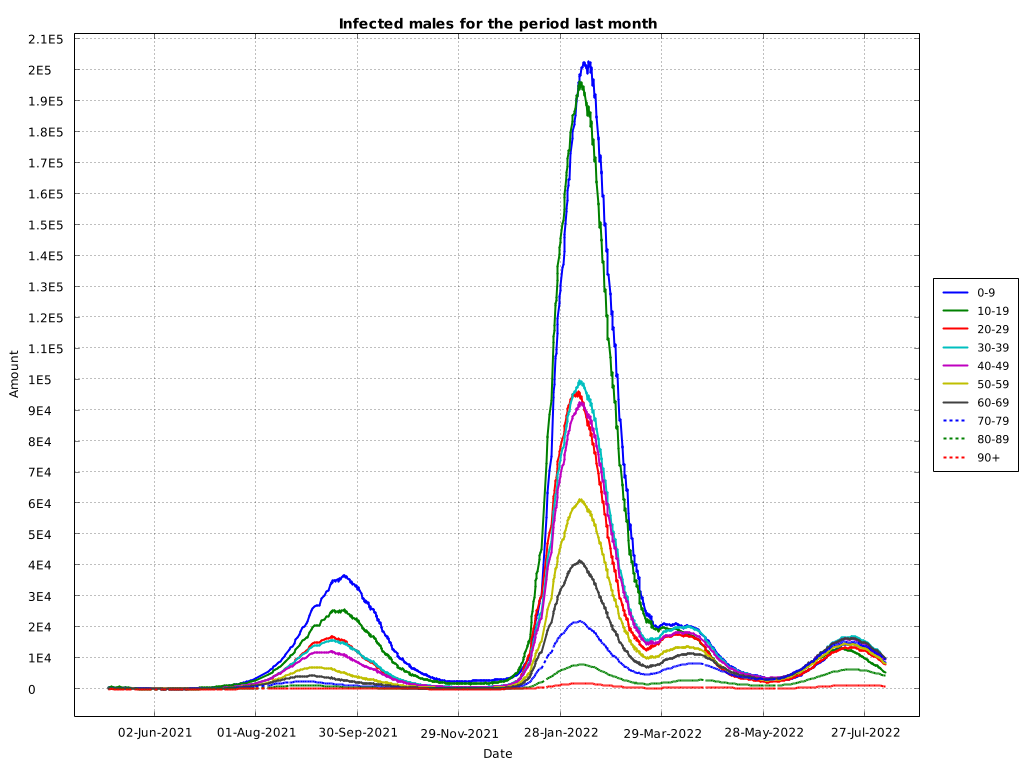 Infected males for the period last month
2.1E5
2E5
1.9E5
1.8E5
1.7E5
1.6E5
1.5E5
1.4E5
1.3E5
1.2E5
1.1E5
1E5
9E4
8E4
7E4
6E4
5E4
4E4
3E4
2E4
1E4
0
Amount
02-Jun-2021 01-Aug-2021 30-Sep-2021 29-Nov-2021 28-Jan-2022 29-Mar-2022 28-May-2022 27-Jul-2022
Date
0-9
10-19
20-29
30-39
40-49
50-59
60-69
70-79
80-89
90+